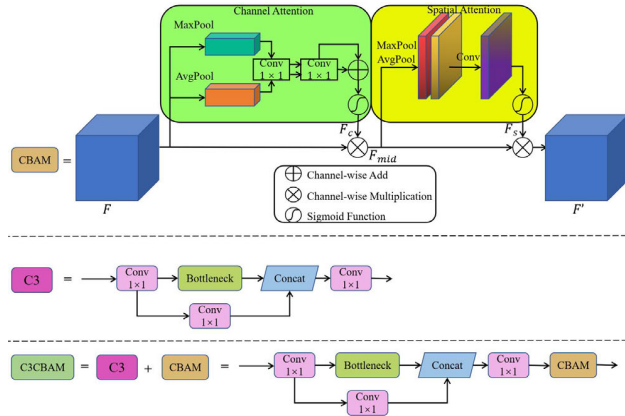 Channel Attention
Spatial Attention
MaxPool
Conv
1 × 1
Conv
1 × 1
AvgPool
MaxPool
AvgPool
Conv
F_c
F_mid
F_s
CBAM
=
F
F'
Channel-wise Add
Channel-wise Multiplication
Sigmoid Function
C3
=
Conv
1×1
Bottleneck
Concat
Conv
1×1
Conv
1×1
C3CBAM
=
C3
+
CBAM
=
Conv
1×1
Bottleneck
Concat
Conv
1×1
CBAM
Conv
1×1